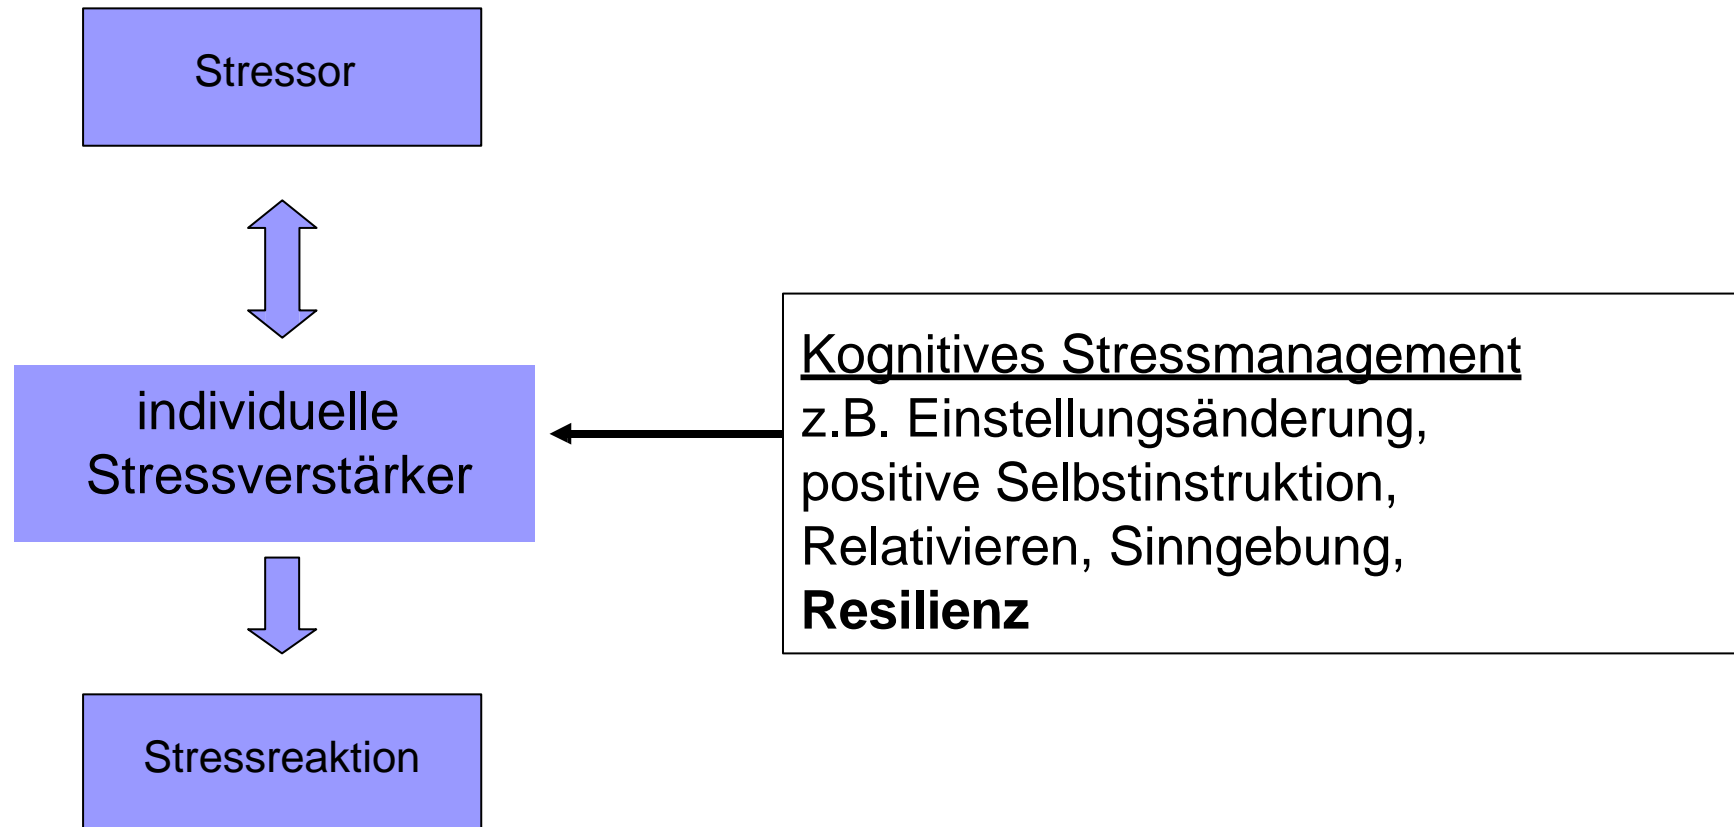 Stressor
individuelle
Stressverstärker
Kognitives Stressmanagement
z.B. Einstellungsänderung,
positive Selbstinstruktion,
Relativieren, Sinngebung,
Resilienz
Stressreaktion